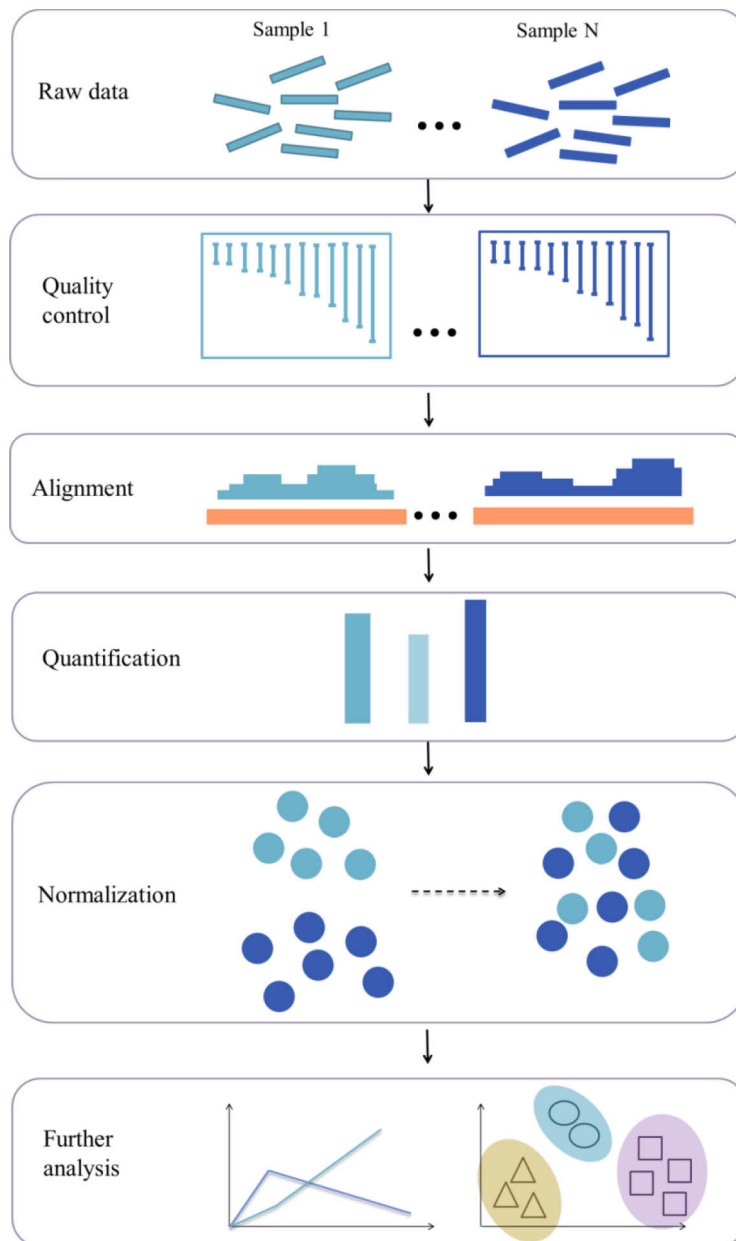 Sample 1
Sample N
Raw data
Quality
control
Alignment
Quantification
Normalization
Further
analysis